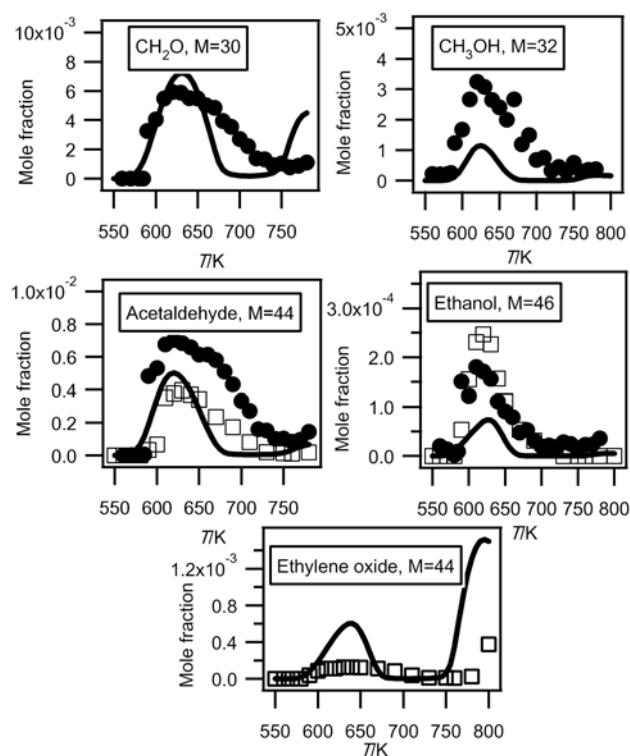 10x10⁻³
CH₂O, M=30
8
6
4
2
0
Mole fraction
550 600 650 700 750
T/K
5x10⁻³
CH₃OH, M=32
4
3
2
1
0
Mole fraction
550 600 650 700 750 800
T/K
1.0x10⁻²
Acetaldehyde, M=44
0.8
0.6
0.4
0.2
0.0
Mole fraction
550 600 650 700 750
T/K
3.0x10⁻⁴
Ethanol, M=46
2.0
1.0
0.0
Mole fraction
550 600 650 700 750 800
T/K
1.2x10⁻³
Ethylene oxide, M=44
0.8
0.4
0.0
Mole fraction
550 600 650 700 750 800
T/K